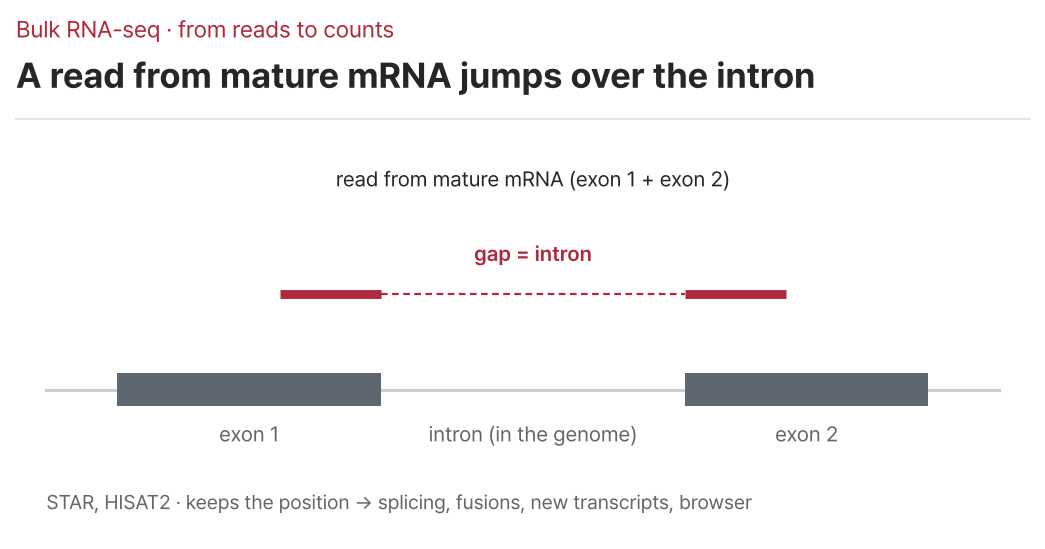 Bulk RNA-seq · from reads to counts
A read from mature mRNA jumps over the intron
read from mature mRNA (exon 1 + exon 2)
gap = intron
exon 1
intron (in the genome)
exon 2
STAR, HISAT2 · keeps the position → splicing, fusions, new transcripts, browser